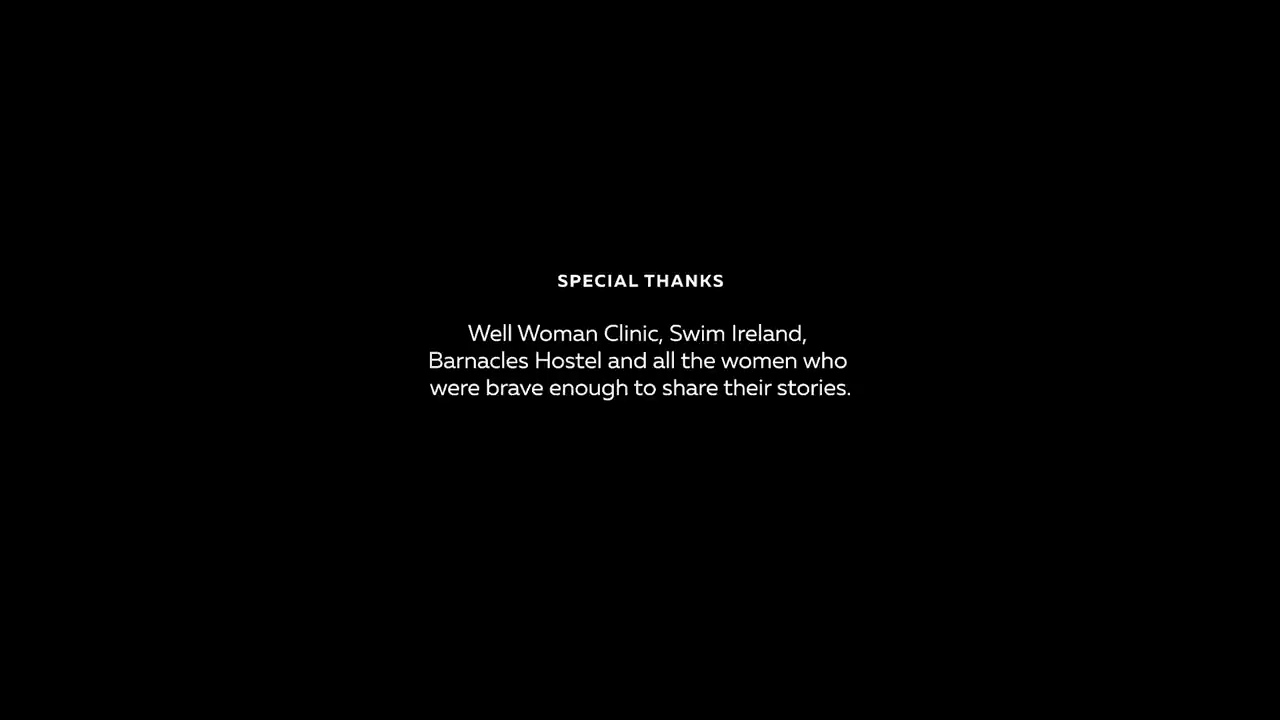 SPECIAL THANKS
Well Woman Clinic, Swim Ireland,
Barnacles Hostel and all the women who
were brave enough to share their stories.